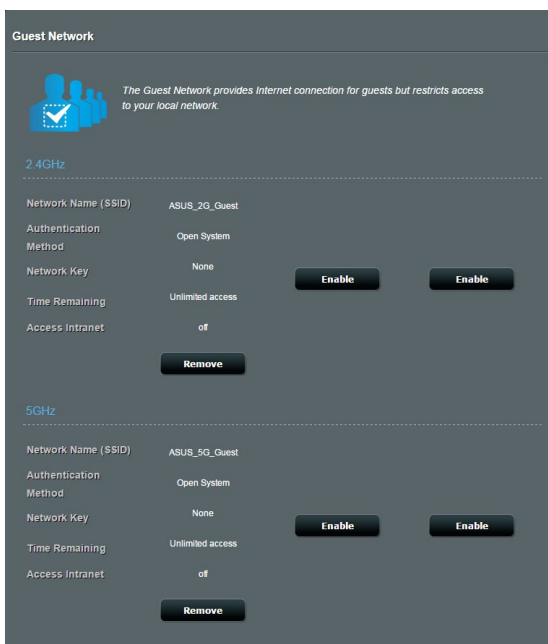 Guest Network
The Guest Network provides Internet connection for guests but restricts access
to your local network.
2.4GHz
Network Name (SSID) ASUS_2G_Guest
Authentication
Method Open System
Network Key None
Enable Enable
Time Remaining Unlimited access
Access Intranet off
Remove
5GHz
Network Name (SSID) ASUS_5G_Guest
Authentication
Method Open System
Network Key None
Enable Enable
Time Remaining Unlimited access
Access Intranet off
Remove